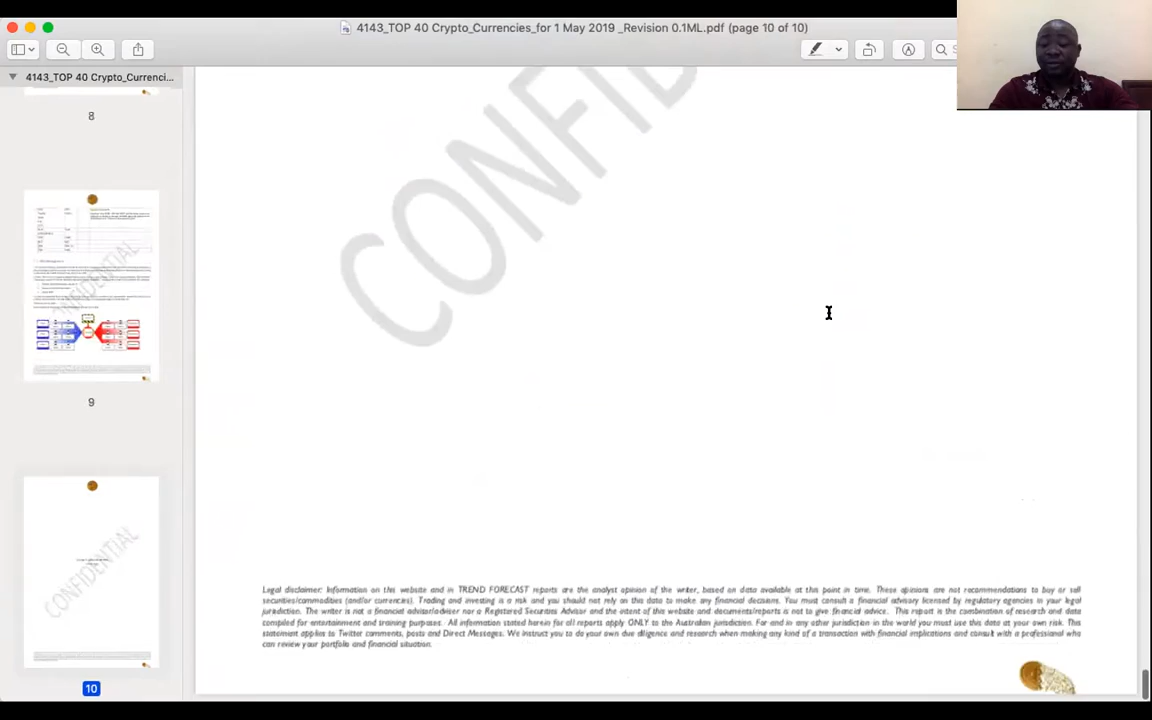 4143_TOP 40 Crypto_Currencies_for 1 May 2019 _Revision 0.1ML.pdf (page 10 of 10)
4143_TOP 40 Crypto_Currenci...
8
9
10
CONFID
CONFIDENTIAL
Legal disclaimer: Information on this website and in TREND FORECAST reports are the analyst opinion of the writer, based on data available at this point in time. These opinions are not recommendations to buy or sell
securities/commodities (and/or currencies). Trading and investing is a risk and you should not rely on this data to make any financial decisions. You must consult a financial advisory licensed by regulatory agencies in your legal
jurisdiction. The writer is not a financial advisor/adviser nor a Registered Securities Advisor and the intent of this website and documents/reports is not to give financial advice. This report is the combination of research and data
compiled for entertainment and training purposes. All information stated herein for all reports apply ONLY to the Australian jurisdiction. For and in any other jurisdiction in the world you must use this data at your own risk. This
statement applies to Twitter comments, posts and Direct Messages. We instruct you to do your own due diligence and research when making any kind of a transaction with financial implications and consult with a professional who
can review your portfolio and financial situation.